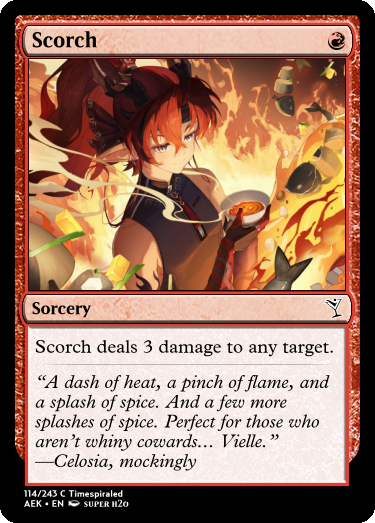 Scorch
Sorcery
Scorch deals 3 damage to any target.
“A dash of heat, a pinch of flame, and
a splash of spice. And a few more
splashes of spice. Perfect for those who
aren’t whiny cowards… Vielle.”
—Celosia, mockingly
114/243 C Timespiraled
AEK • EN SUPER H2O